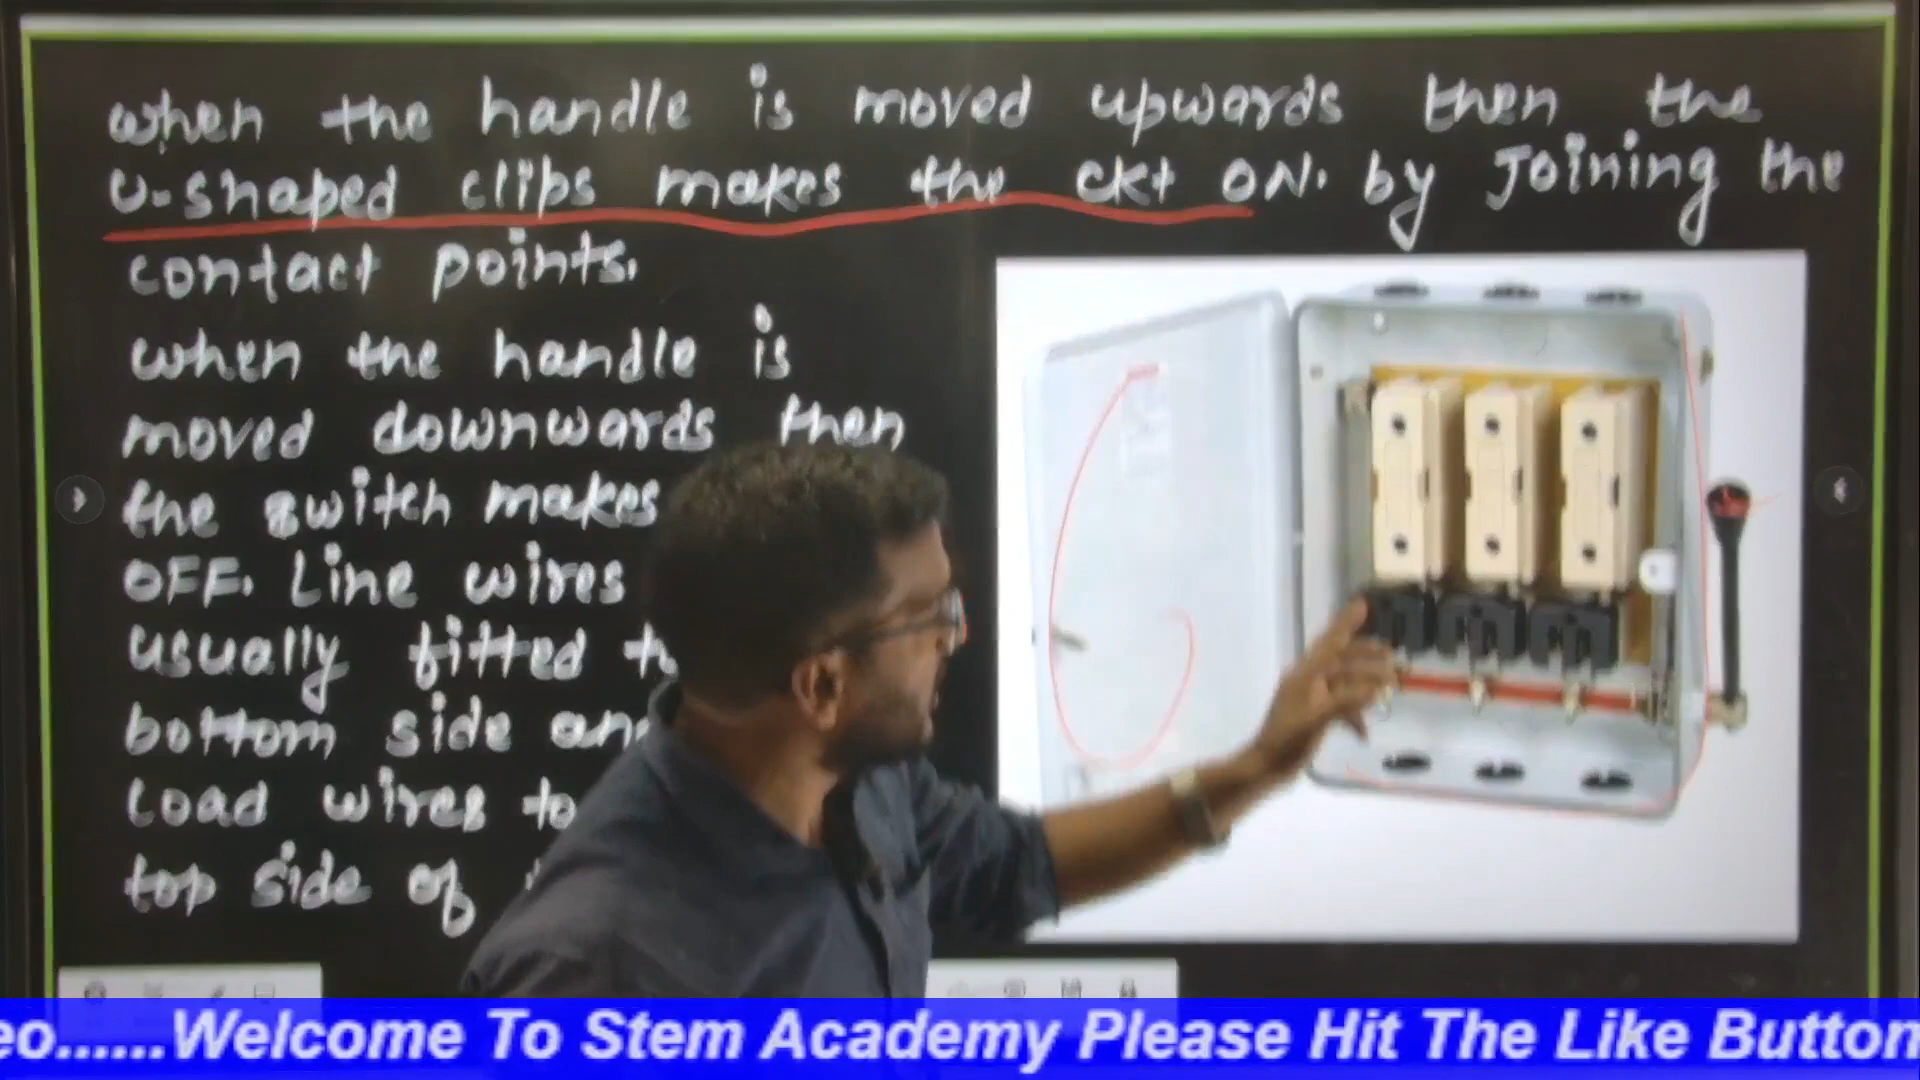 when the handle is moved upwards then the
U-shaped clips makes the ckt ON. by Joining the
contact points.
when the handle is
moved downwards then
the switch makes
OFF. Line wires
usually fitted
bottom side
Load wires to
top side of
......Welcome To Stem Academy Please Hit The Like Button